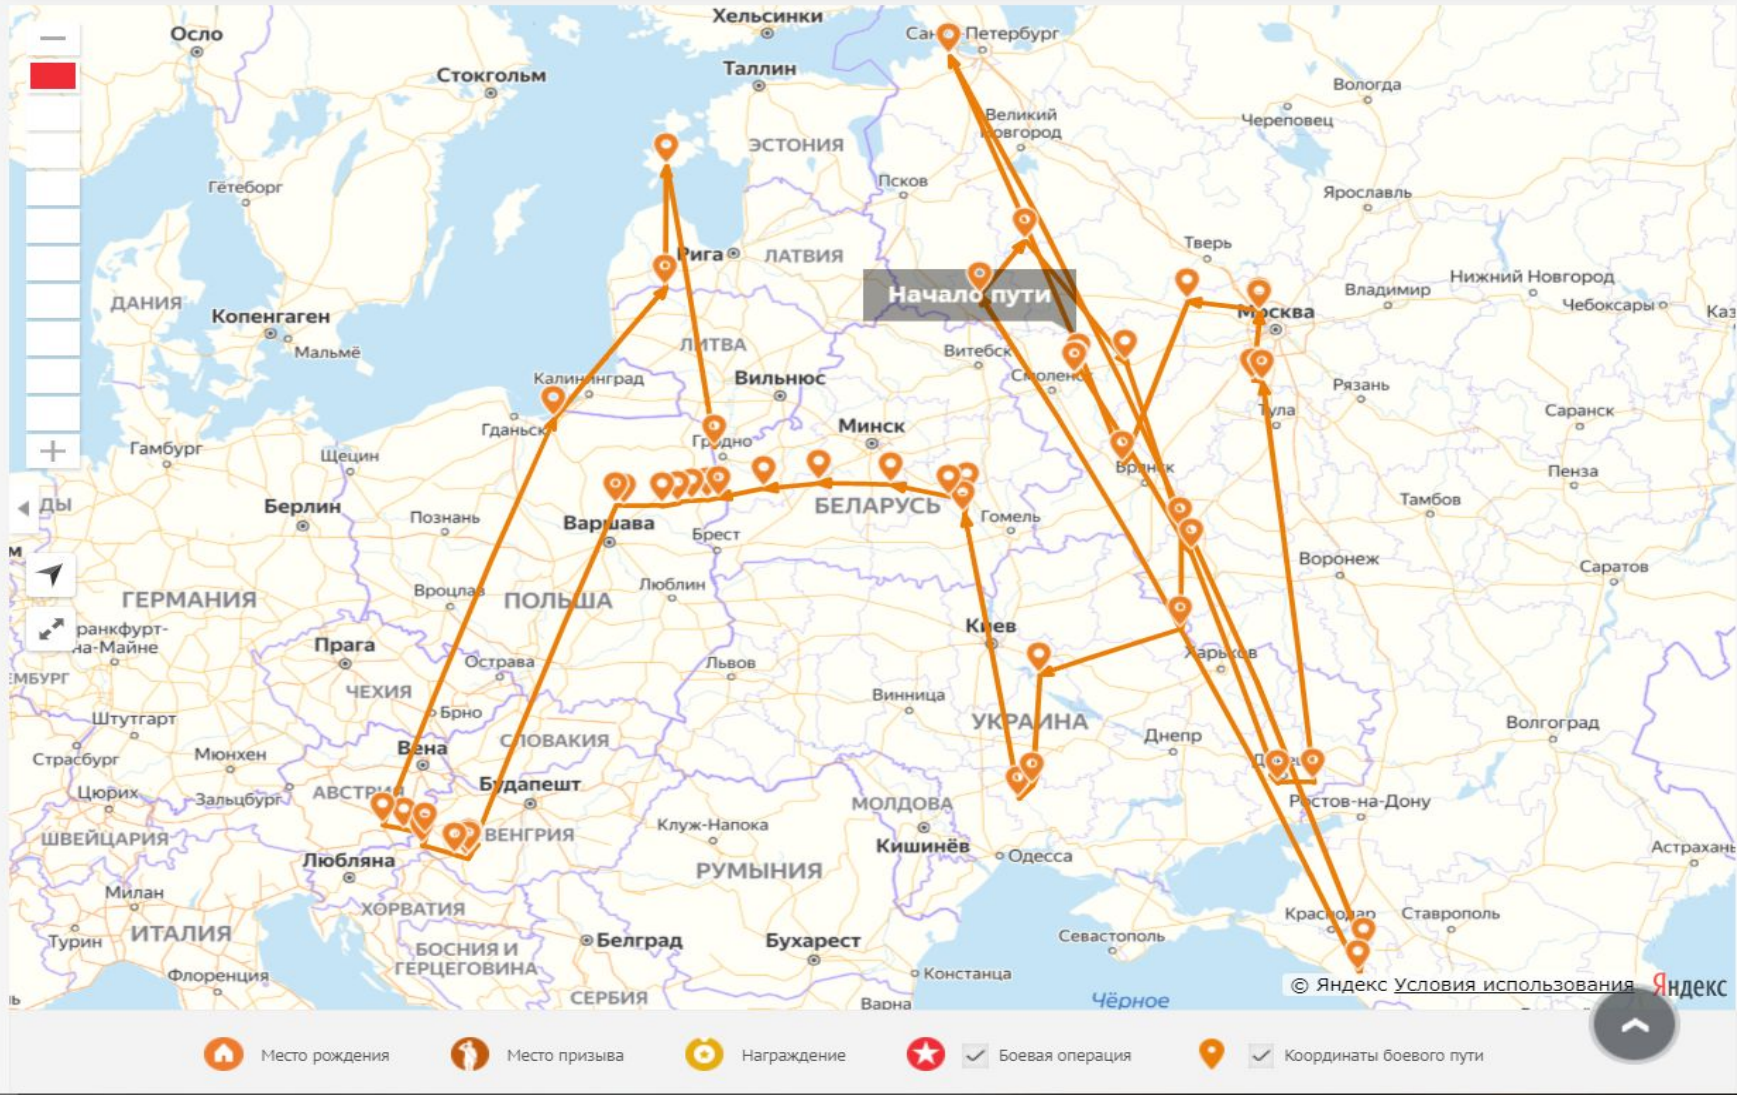 Хельсинки
Осло
Санкт-Петербург
Таллин
Стокгольм
Вологда
Великий
Новгород
Череповец
ЭСТОНИЯ
Псков
Гётеборг
Ярославль
Тверь
Рига
ЛАТВИЯ
Нижний Новгород
Владимир
Начало пути
ДАНИЯ
Чебоксары
Копенгаген
Москва
Каз
ЛИТВА
Мальмё
Витебск
Калининград
Вильнюс
Смоленск
Рязань
Тула
Саранск
Минск
Гданьск
Гродно
Гамбург
Щецин
Брянск
Пенза
Тамбов
ДЫ
Берлин
БЕЛАРУСЬ
Познань
Гомель
Варшава
Брест
м
Воронеж
Саратов
Люблин
Вроцлав
ГЕРМАНИЯ
ПОЛЬША
Киев
ранкфурт-
на-Майне
Прага
Харьков
Острава
Львов
ЕМБУРГ
ЧЕХИЯ
Винница
Брно
Штутгарт
УКРАИНА
Волгоград
Днепр
СЛОВАКИЯ
Вена
Мюнхен
Страсбург
Донецк
Будапешт
Цюрих
АВСТРИЯ
Зальцбург
МОЛДОВА
Ростов-на-Дону
Клуж-Напока
ВЕНГРИЯ
ШВЕЙЦАРИЯ
Кишинёв
Астрахань
Одесса
Любляна
РУМЫНИЯ
Милан
ХОРВАТИЯ
Краснодар
Ставрополь
ИТАЛИЯ
Турин
Белград
Бухарест
Севастополь
БОСНИЯ И
ГЕРЦЕГОВИНА
Флоренция
Констанца
© Яндекс Условия использования Яндекс
СЕРБИЯ
Варна
Чёрное
Место рождения
Место призыва
Награждение
Боевая операция
Координаты боевого пути